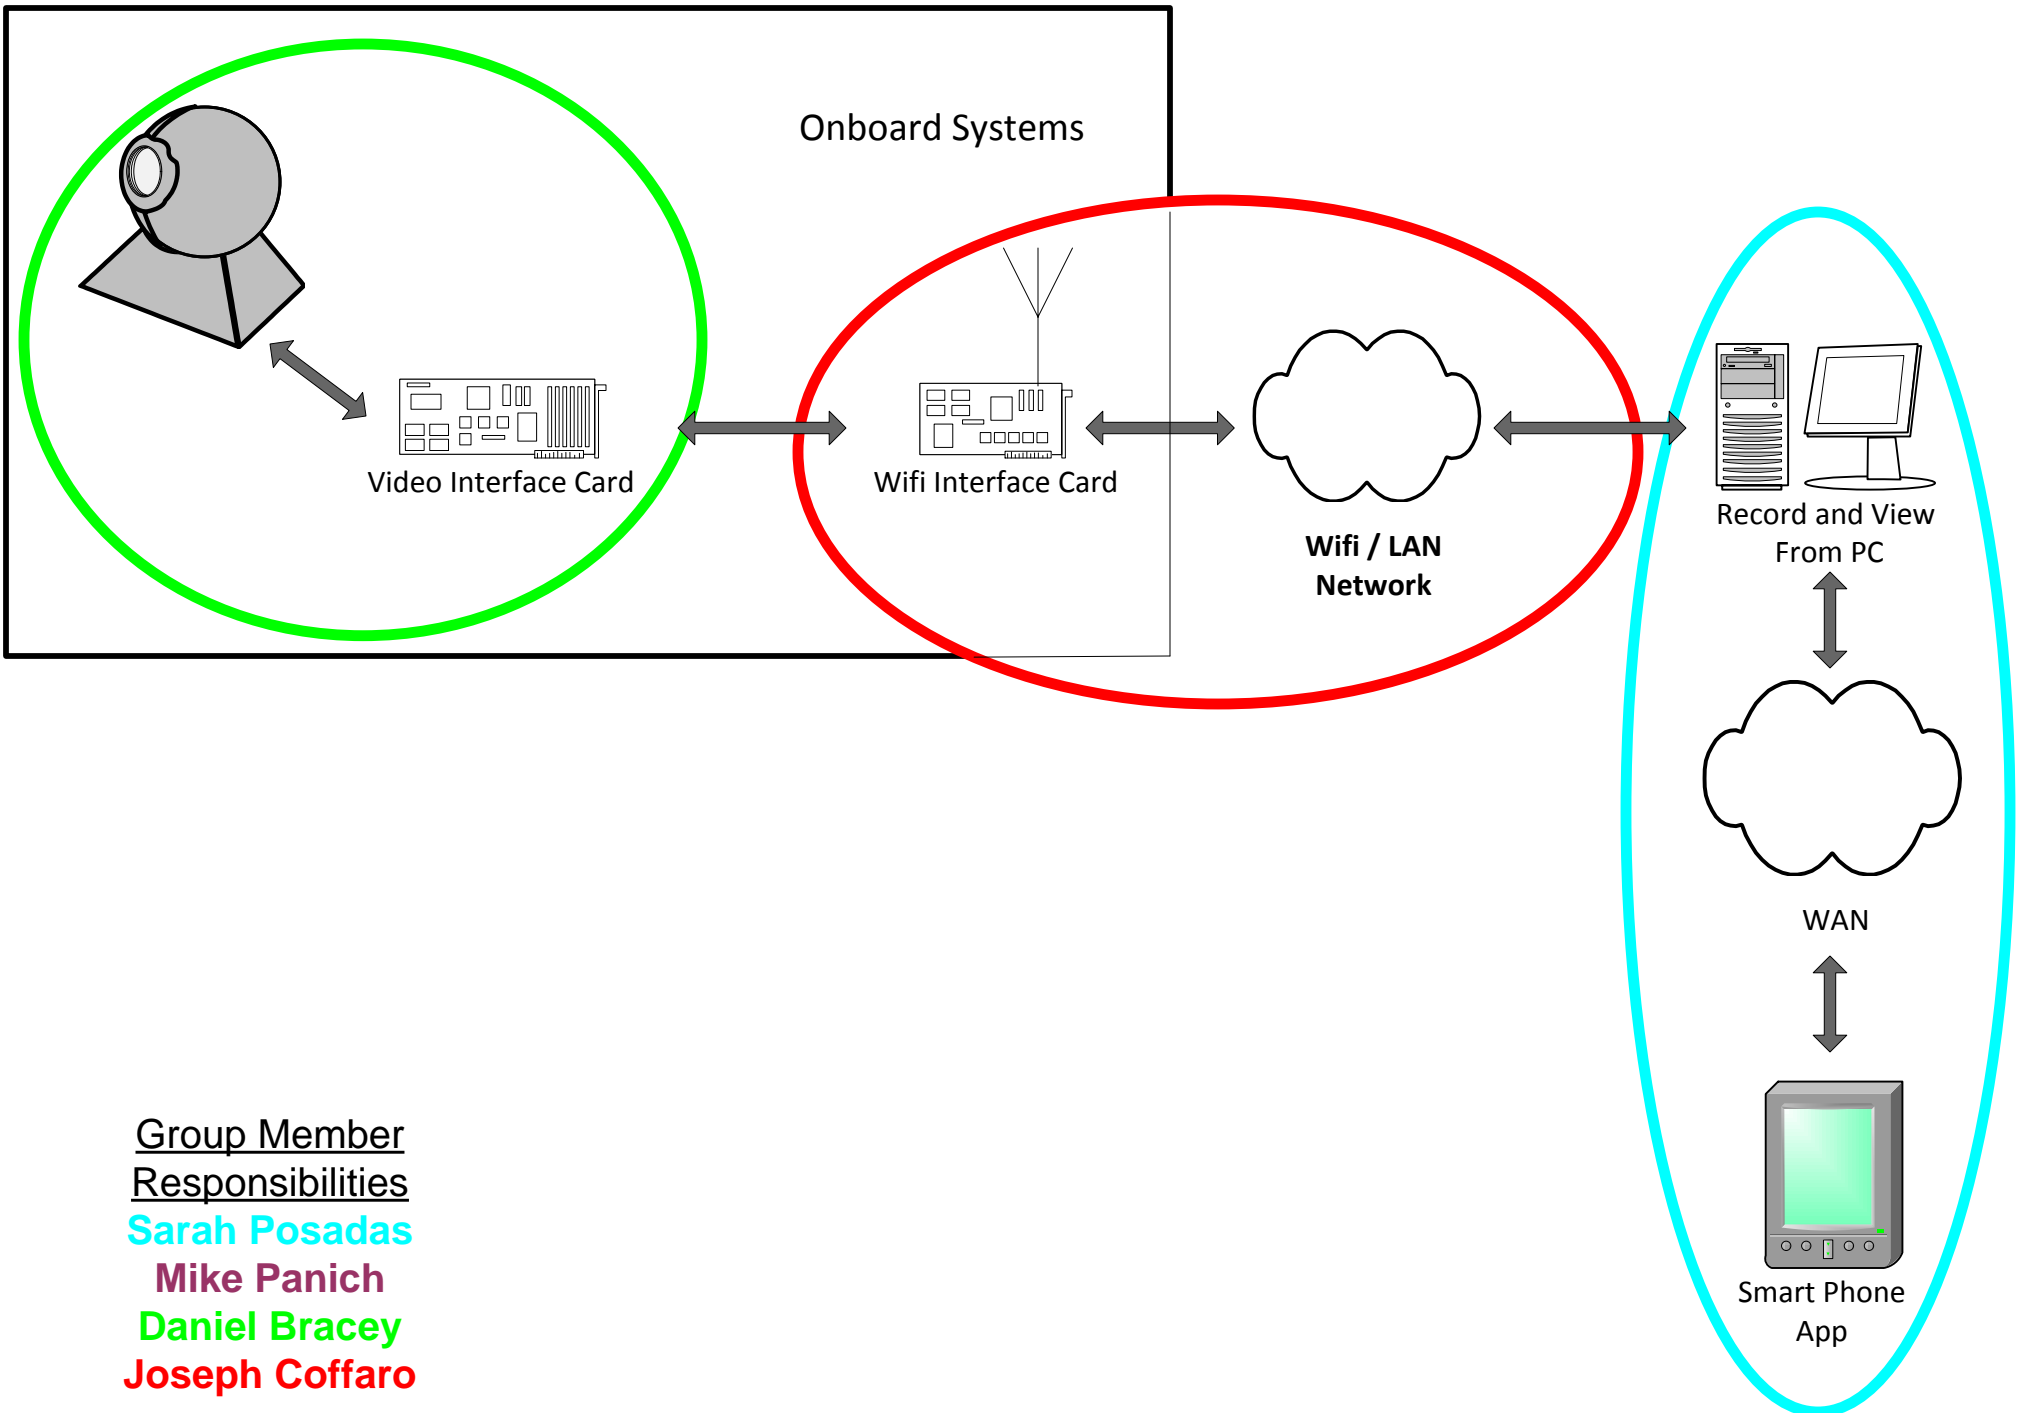 Onboard Systems
Video Interface Card
Wifi Interface Card
Wifi / LAN
Network
Record and View
From PC
WAN
Smart Phone
App
Group Member
Responsibilities
Sarah Posadas
Mike Panich
Daniel Bracey
Joseph Coffaro